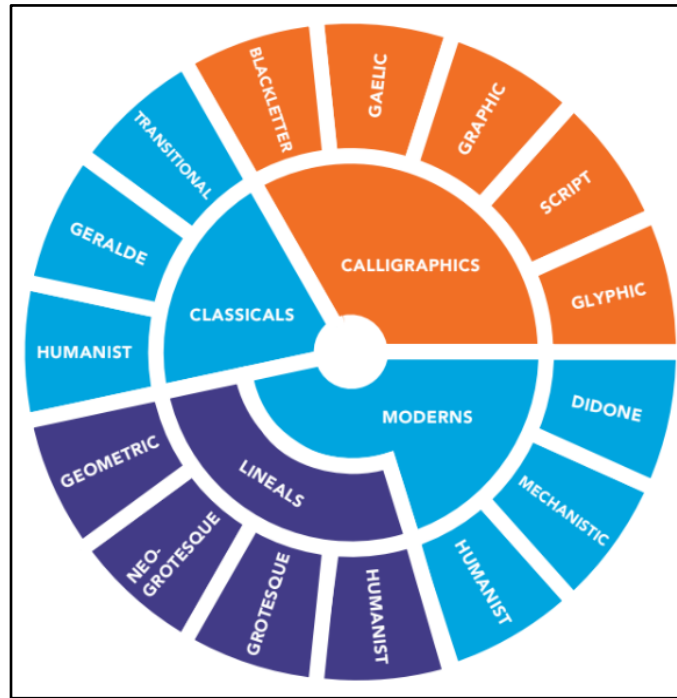 BLACKLETTER
GAELIC
GRAPHIC
SCRIPT
GLYPHIC
TRANSITIONAL
GERALDE
HUMANIST
CALLIGRAPHICS
CLASSICALS
MODERNS
LINEALS
DIDONE
MECHANISTIC
HUMANIST
GEOMETRIC
NEO-
GROTESQUE
GROTESQUE
HUMANIST